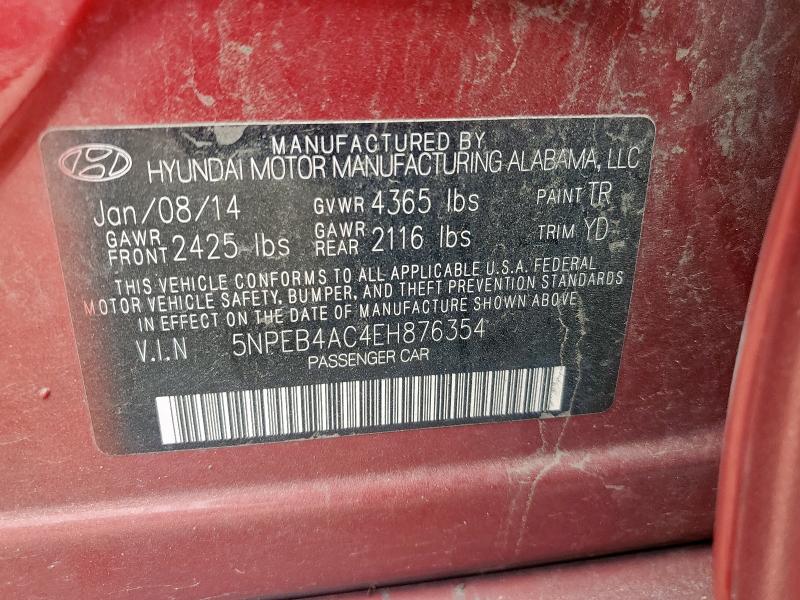 MANUFACTURED BY
HYUNDAI MOTOR MANUFACTURING ALABAMA, LLC
Jan/08/14 GVWR 4365 lbs PAINT TR
GAWR FRONT 2425 lbs GAWR REAR 2116 lbs TRIM YD
THIS VEHICLE CONFORMS TO ALL APPLICABLE U.S.A. FEDERAL
MOTOR VEHICLE SAFETY, BUMPER, AND THEFT PREVENTION STANDARDS
IN EFFECT ON THE DATE OF MANUFACTURE SHOWN ABOVE.
V.I.N 5NPEB4AC4EH876354
PASSENGER CAR